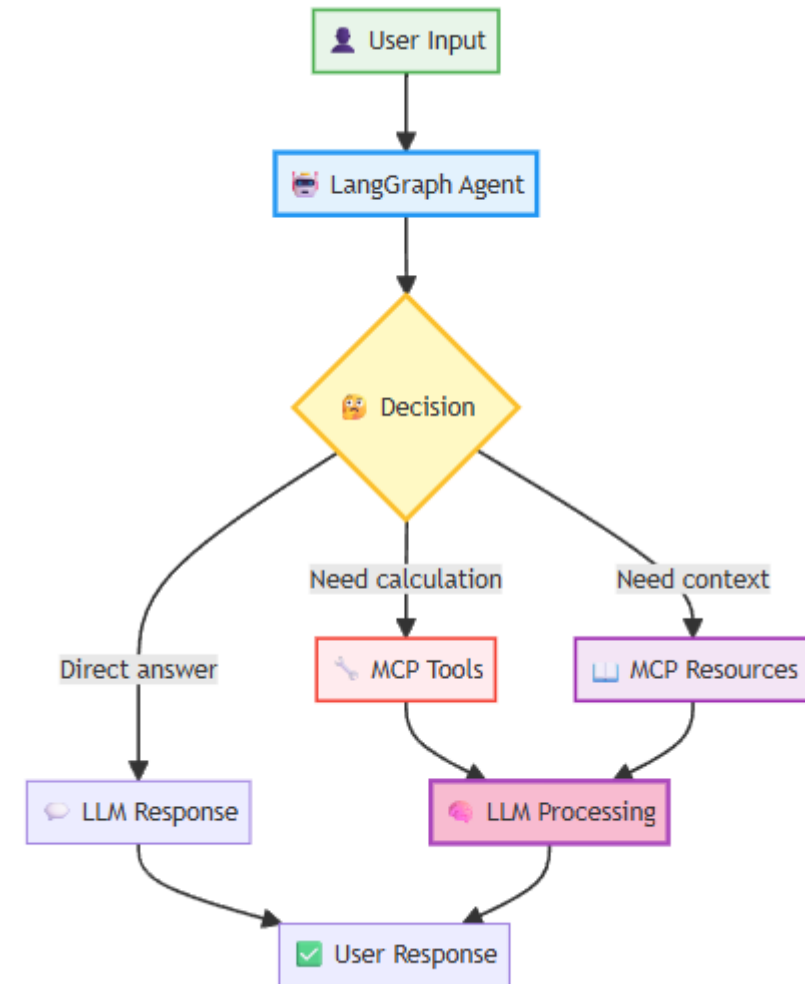 User Input
LangGraph Agent
Decision
Need calculation
Need context
Direct answer
MCP Tools
MCP Resources
LLM Response
LLM Processing
User Response